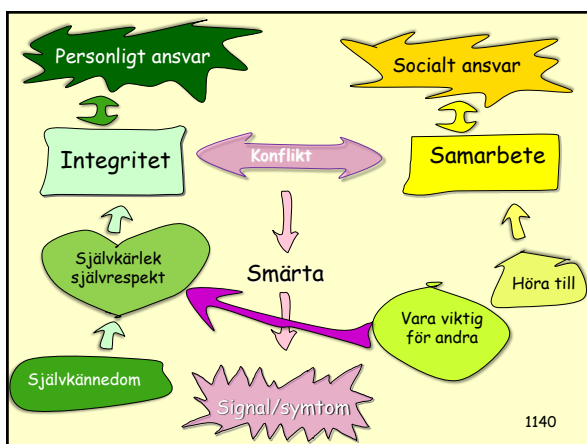 Personligt ansvar
Socialt ansvar
Integritet
Konflikt
Samarbete
Självkärlek
självrespekt
Smärta
Höra till
Vara viktig
för andra
Självkännedom
Signal/symtom
1140